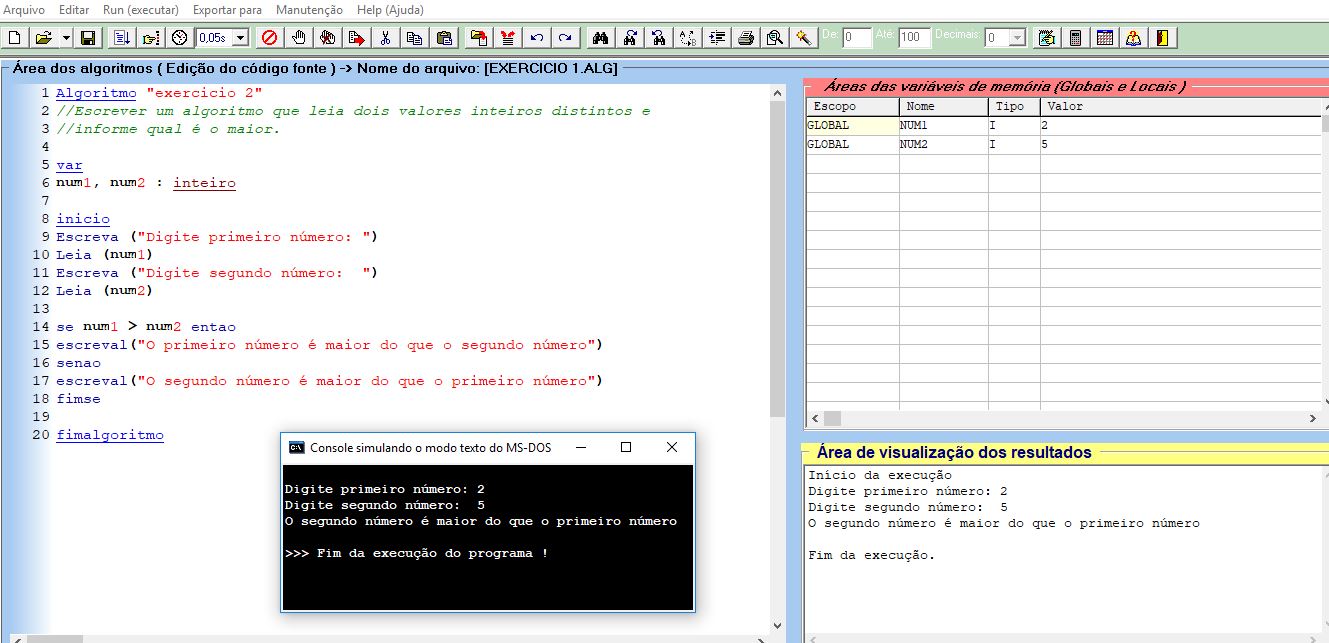 Arquivo Editar Run (executar) Exportar para Manutenção Help (Ajuda)
0,05s De: 0 Até: 100 Decimais: 0
Área dos algoritmos ( Edição do código fonte ) -> Nome do arquivo: [EXERCICIO 1.ALG]
1 Algoritmo "exercicio 2"
2 //Escrever um algoritmo que leia dois valores inteiros distintos e
3 //informe qual é o maior.
4
5 var
6 num1, num2 : inteiro
7
8 inicio
9 Escreva ("Digite primeiro número: ")
10 Leia (num1)
11 Escreva ("Digite segundo número:  ")
12 Leia (num2)
13
14 se num1 > num2 entao
15 escreval("O primeiro número é maior do que o segundo número")
16 senao
17 escreval("O segundo número é maior do que o primeiro número")
18 fimse
19
20 fimalgoritmo
Console simulando o modo texto do MS-DOS
Digite primeiro número: 2
Digite segundo número:  5
O segundo número é maior do que o primeiro número
>>> Fim da execução do programa !
Áreas das variáveis de memória (Globais e Locais )
Escopo Nome Tipo Valor
GLOBAL NUM1 I 2
GLOBAL NUM2 I 5
Área de visualização dos resultados
Início da execução
Digite primeiro número: 2
Digite segundo número:  5
O segundo número é maior do que o primeiro número
Fim da execução.